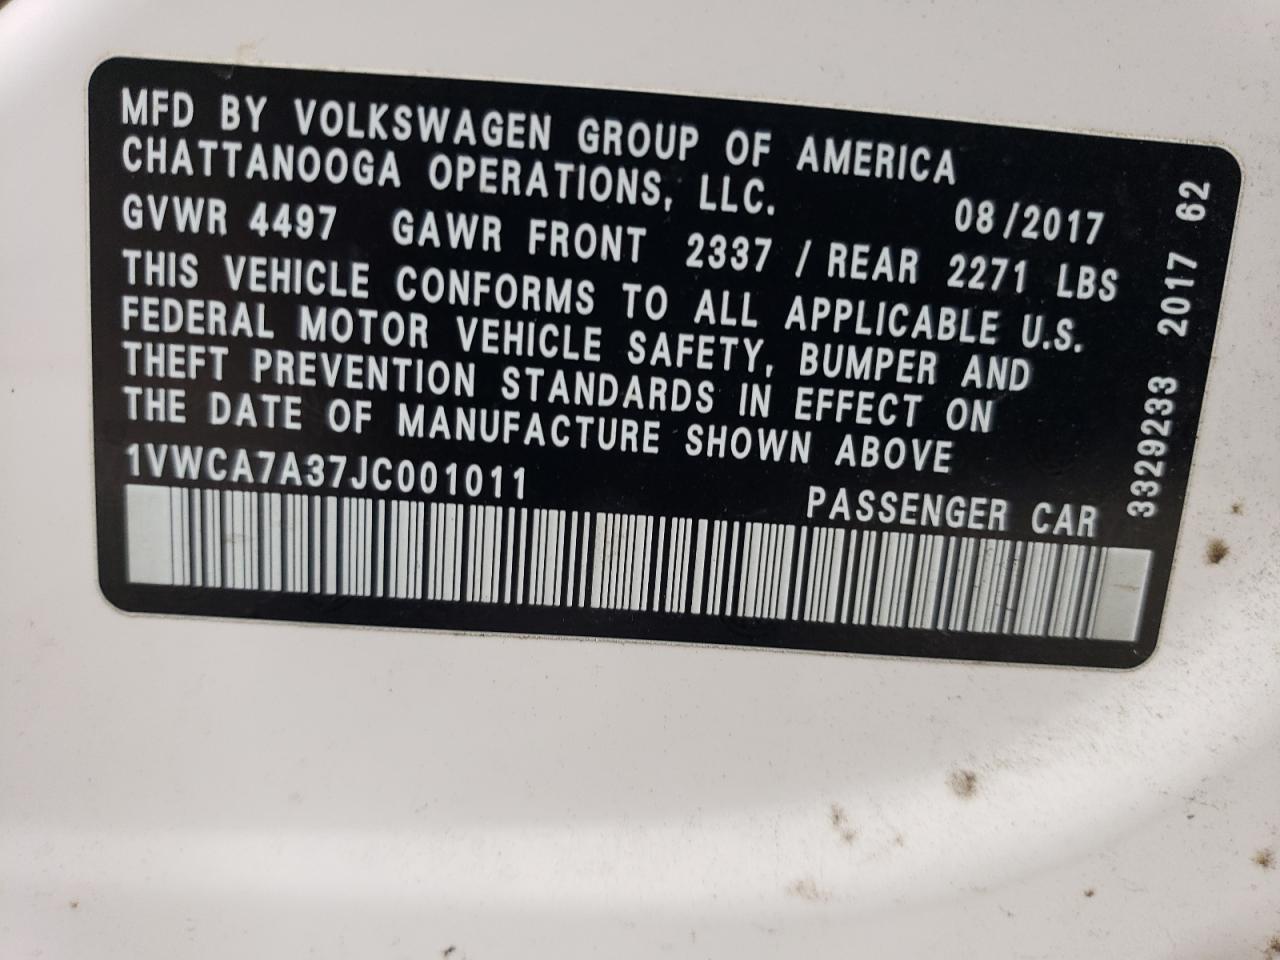 MFD BY VOLKSWAGEN GROUP OF AMERICA
CHATTANOOGA OPERATIONS, LLC.
08/2017
GVWR 4497 GAWR FRONT 2337 / REAR 2271 LBS
THIS VEHICLE CONFORMS TO ALL APPLICABLE U.S.
FEDERAL MOTOR VEHICLE SAFETY, BUMPER AND
THEFT PREVENTION STANDARDS IN EFFECT ON
THE DATE OF MANUFACTURE SHOWN ABOVE
1VWCA7A37JC001011
PASSENGER CAR
3329233 2017 62